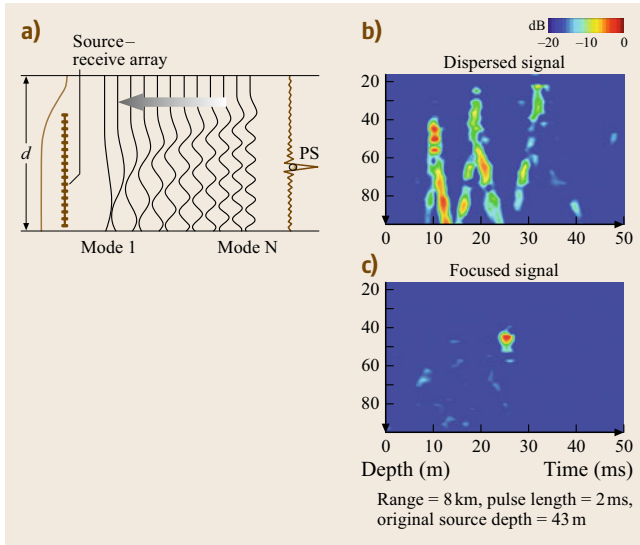 a)
Source–
receive array
d
PS
Mode 1 Mode N
b)
dB
–20 –10 0
Dispersed signal
20
40
60
80
0 10 20 30 40 50
c)
Focused signal
20
40
60
80
0 10 20 30 40 50
Depth (m) Time (ms)
Range = 8 km, pulse length = 2 ms,
original source depth = 43 m